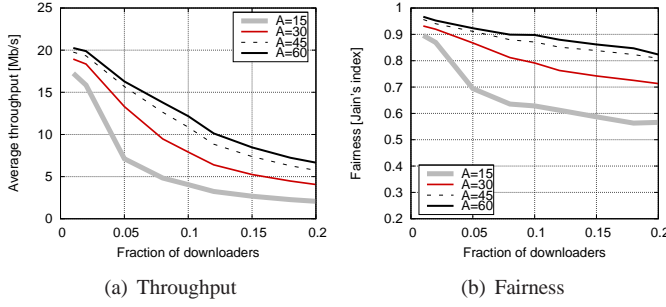 25
20
15
10
5
0
0
0.05
0.1
0.15
0.2
Average throughput [Mb/s]
Fraction of downloaders
A=15
A=30
A=45
A=60
(a) Throughput
1
0.9
0.8
0.7
0.6
0.5
0.4
0.3
0.2
0
0.05
0.1
0.15
0.2
Fairness [Jain's index]
Fraction of downloaders
A=15
A=30
A=45
A=60
(b) Fairness